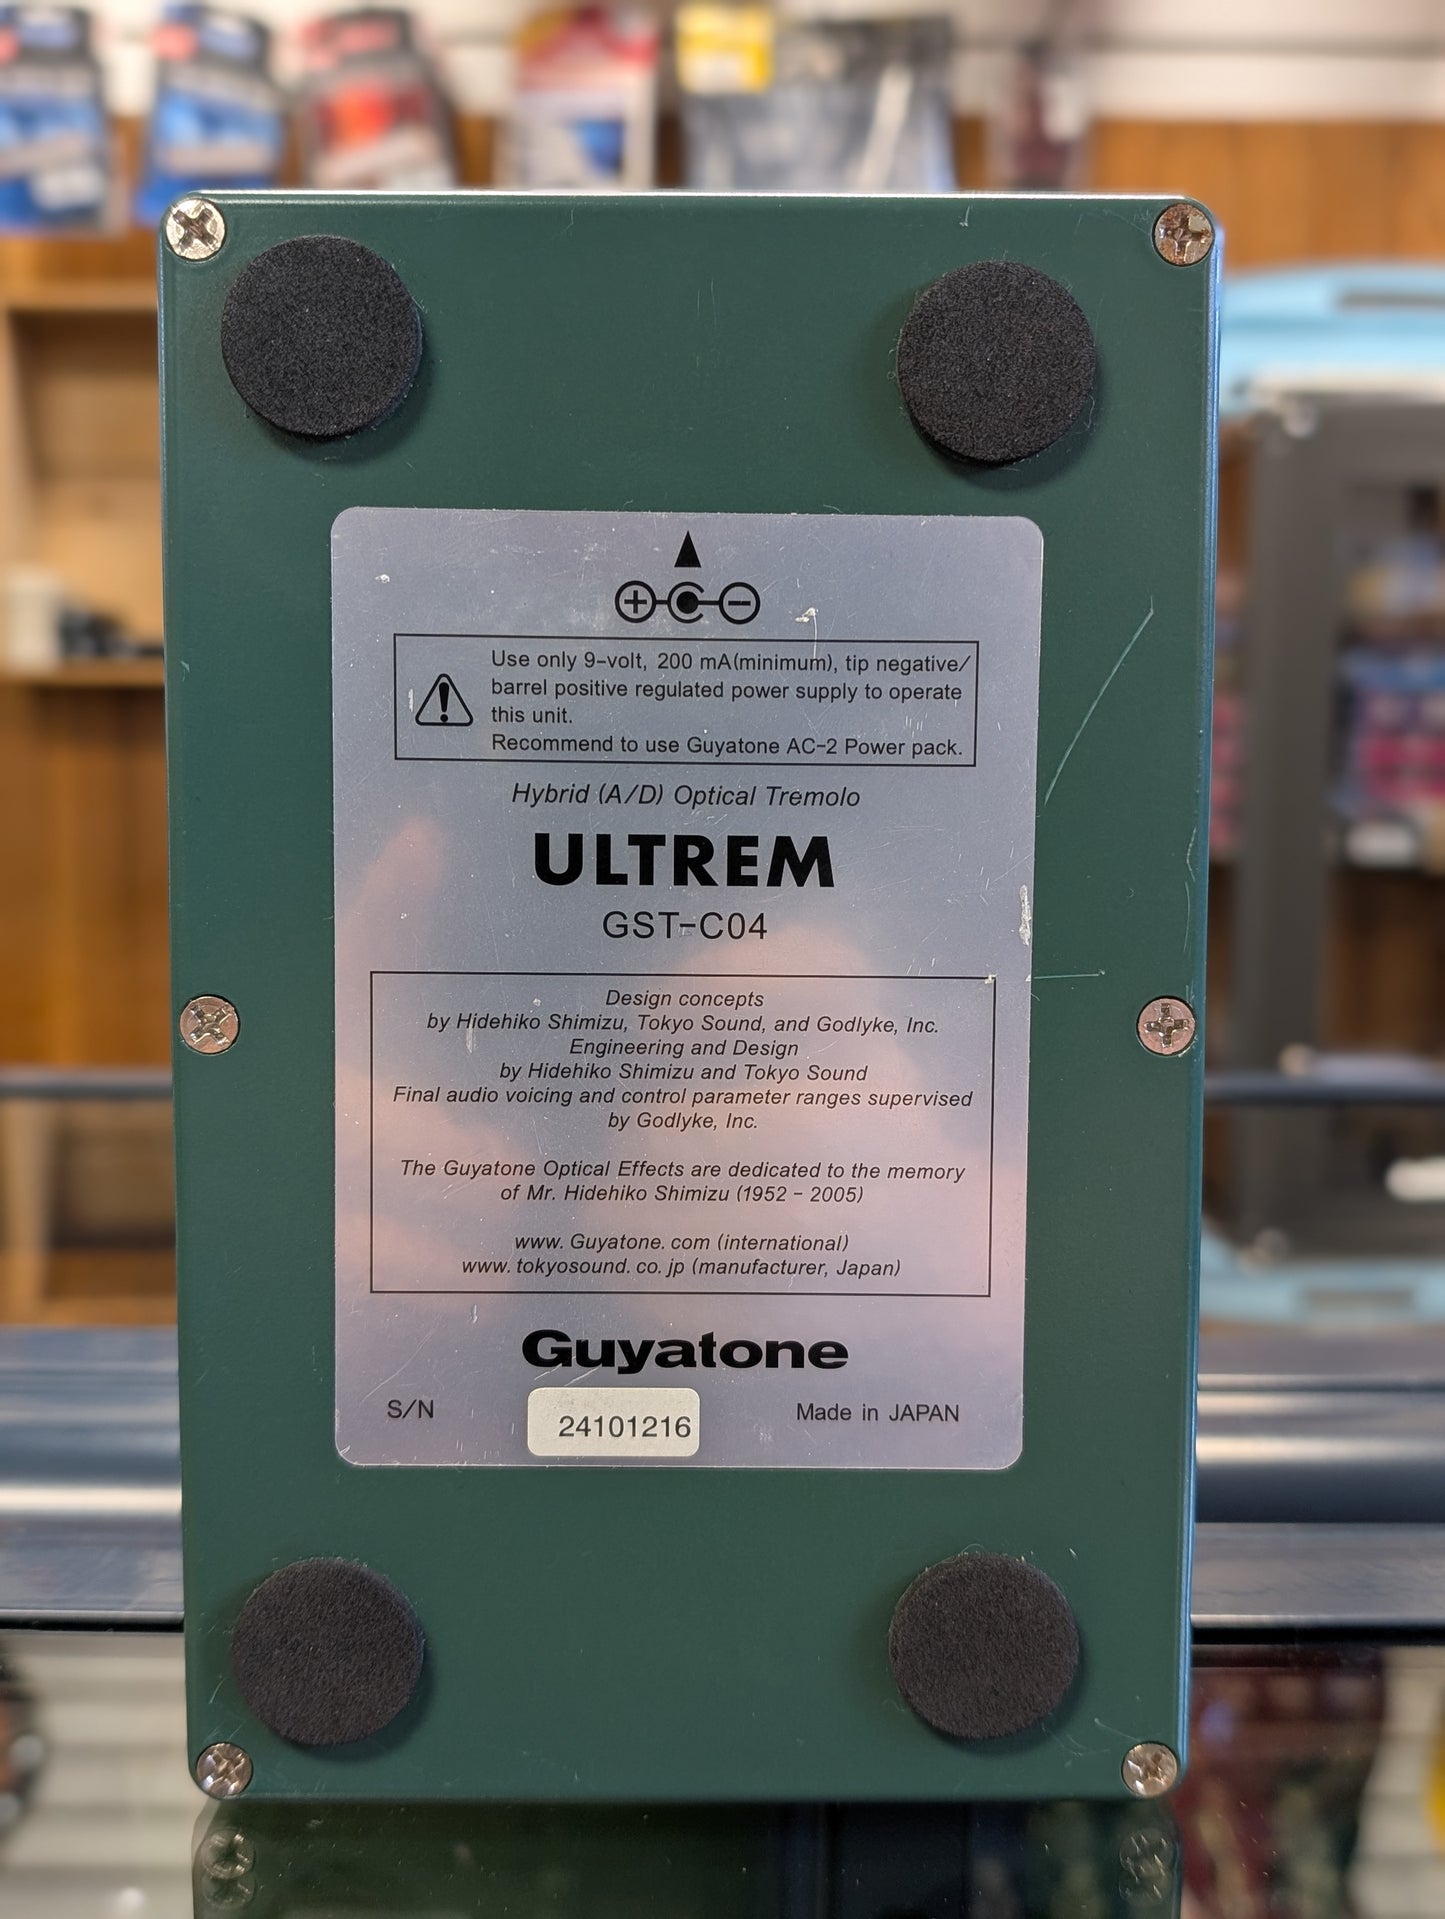 Use only 9-volt, 200 mA(minimum), tip negative/
barrel positive regulated power supply to operate
this unit.
Recommend to use Guyatone AC-2 Power pack.
Hybrid (A/D) Optical Tremolo
ULTREM
GST-C04
Design concepts
by Hidehiko Shimizu, Tokyo Sound, and Godlyke, Inc.
Engineering and Design
by Hidehiko Shimizu and Tokyo Sound
Final audio voicing and control parameter ranges supervised
by Godlyke, Inc.
The Guyatone Optical Effects are dedicated to the memory
of Mr. Hidehiko Shimizu (1952 - 2005)
www. Guyatone. com (international)
www. tokyosound. co. jp (manufacturer, Japan)
Guyatone
S/N 24101216 Made in JAPAN